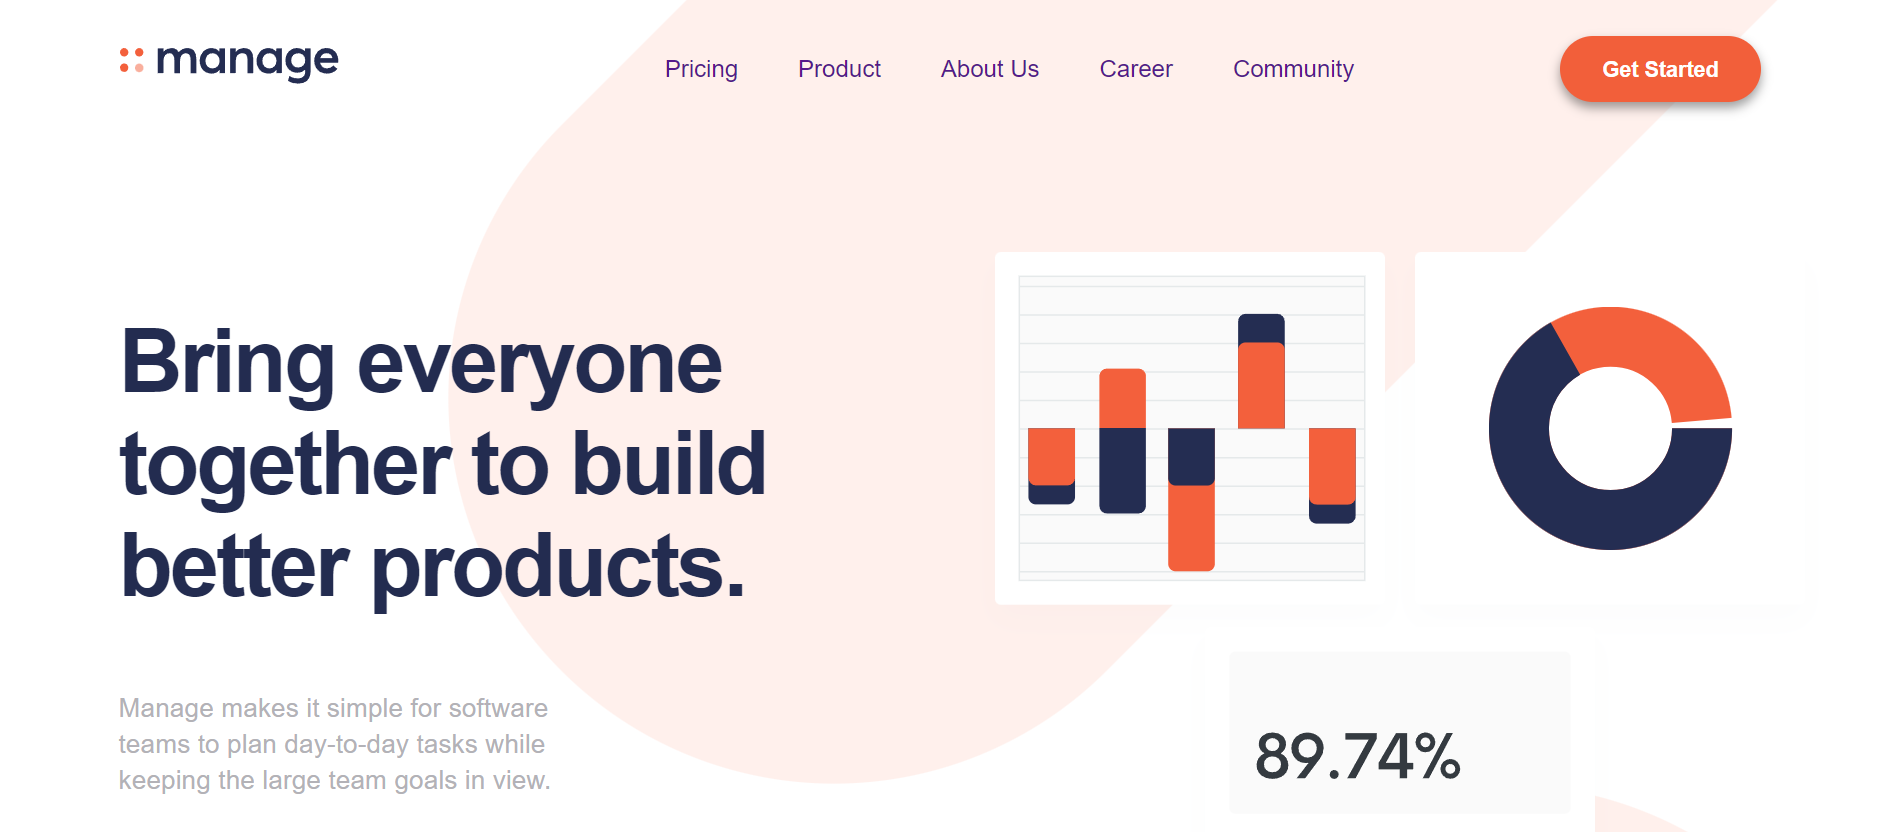 manage
Pricing
Product
About Us
Career
Community
Get Started
Bring everyone
together to build
better products.
Manage makes it simple for software
teams to plan day-to-day tasks while
keeping the large team goals in view.
89.74%